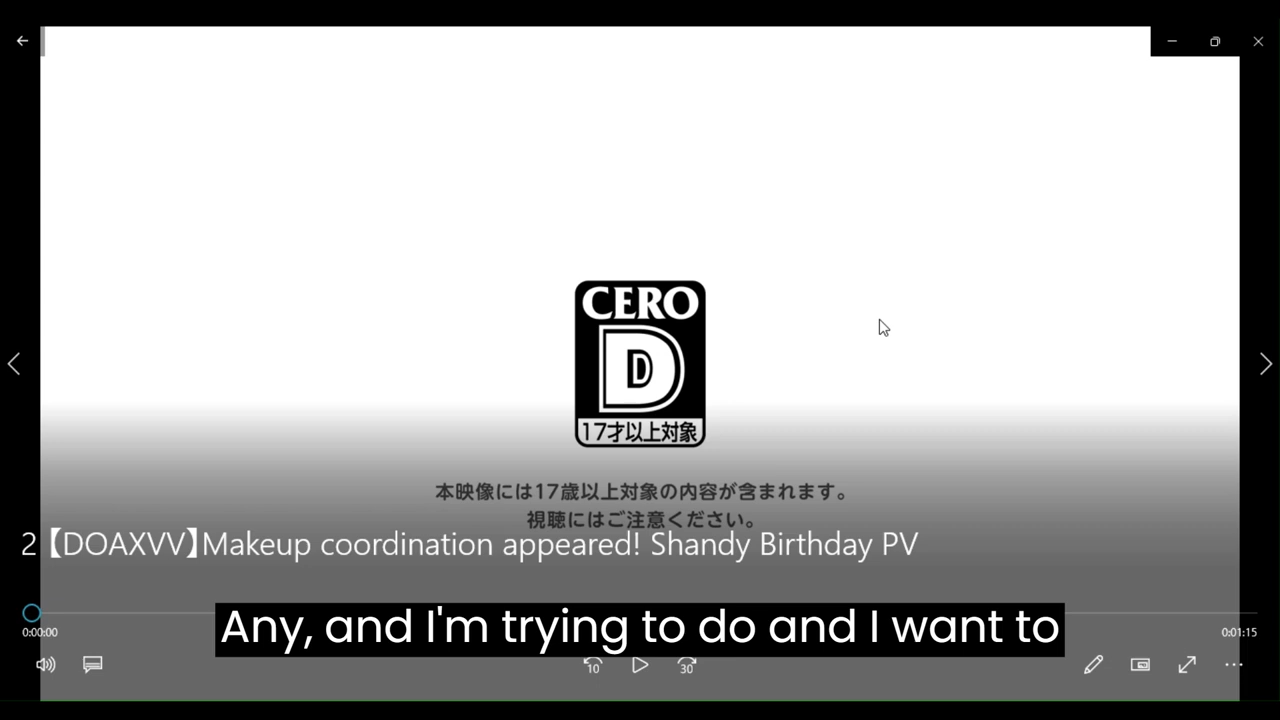 CERO
D
17才以上対象
本映像には17歳以上対象の内容が含まれます。
視聴にはご注意ください。
2【DOAXVV】Makeup coordination appeared! Shandy Birthday PV
Any, and I'm trying to do and I want to
0:00:00
0:01:15
10
30